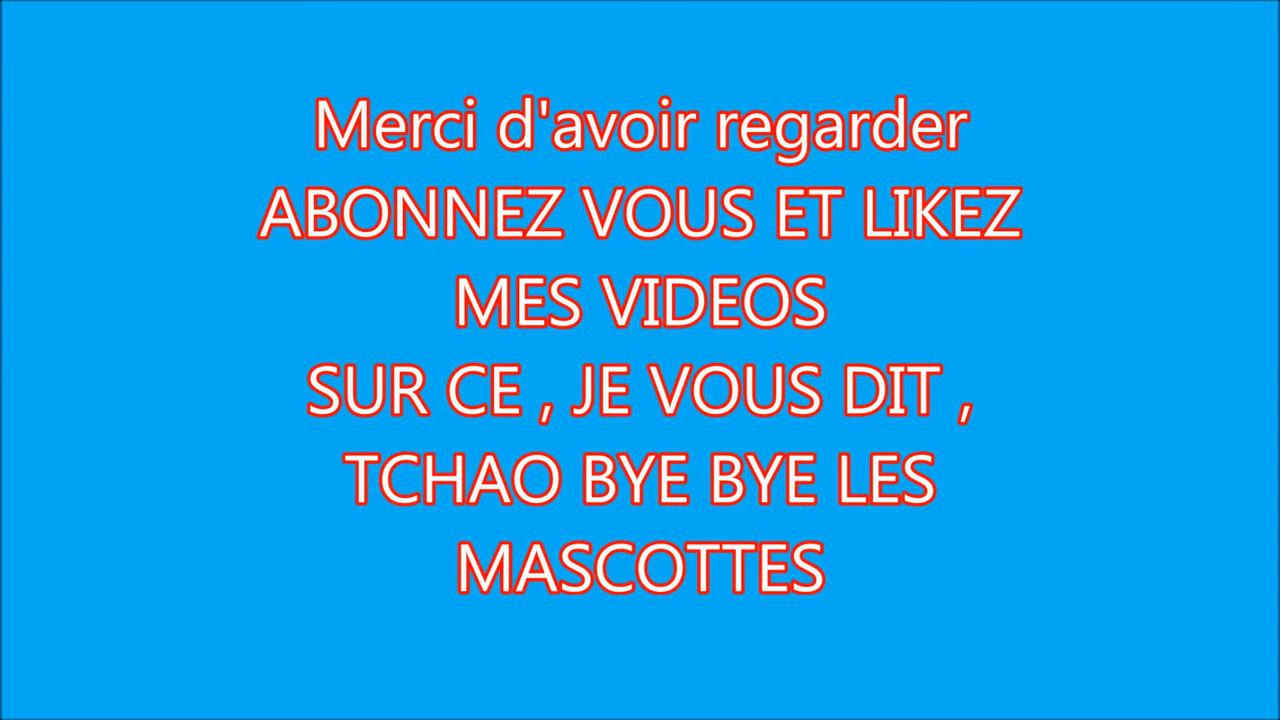 Merci d'avoir regarder
ABONNEZ VOUS ET LIKEZ
MES VIDEOS
SUR CE , JE VOUS DIT ,
TCHAO BYE BYE LES
MASCOTTES